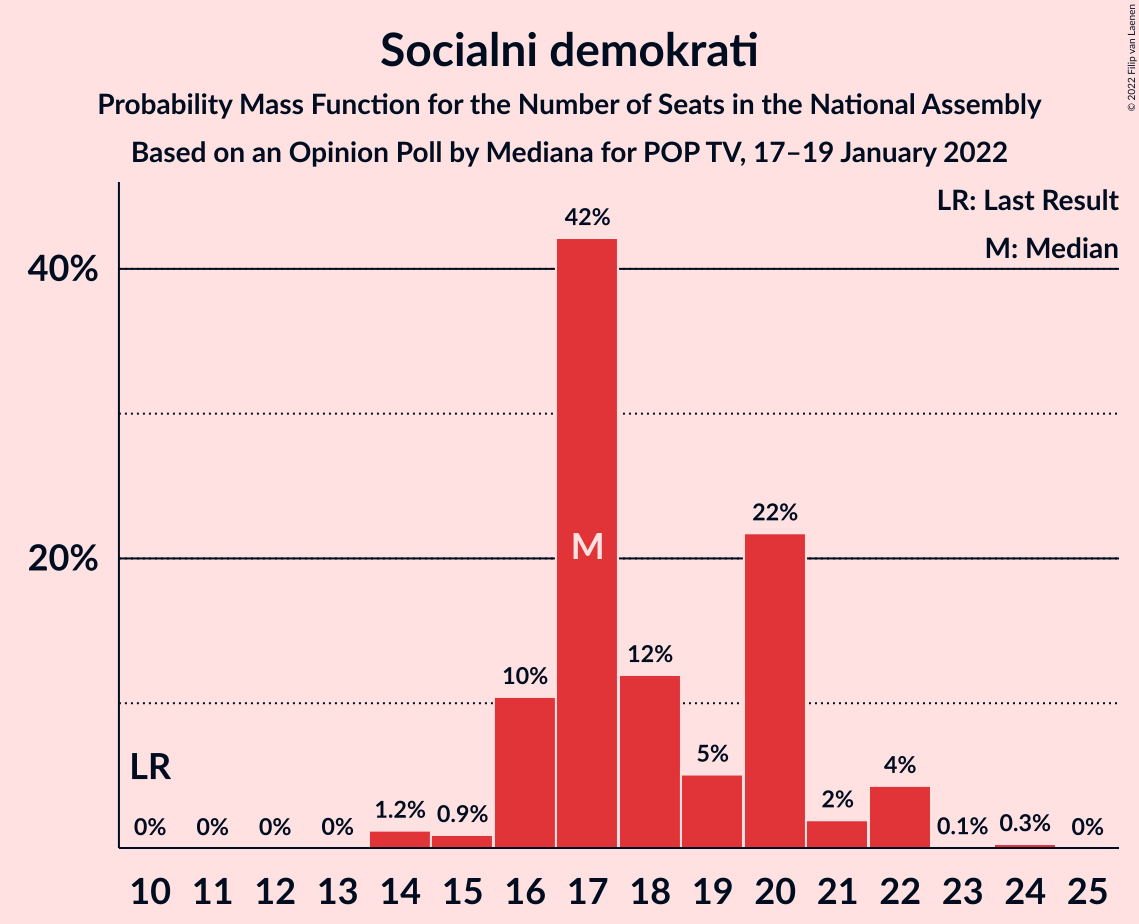 Socialni demokrati
Probability Mass Function for the Number of Seats in the National Assembly
Based on an Opinion Poll by Mediana for POP TV, 17–19 January 2022
© 2022 Filip van Laenen
LR: Last Result
M: Median
40%
20%
LR
M
0%
0%
0%
0%
1.2%
0.9%
10%
42%
12%
5%
22%
2%
4%
0.1%
0.3%
0%
10 11 12 13 14 15 16 17 18 19 20 21 22 23 24 25